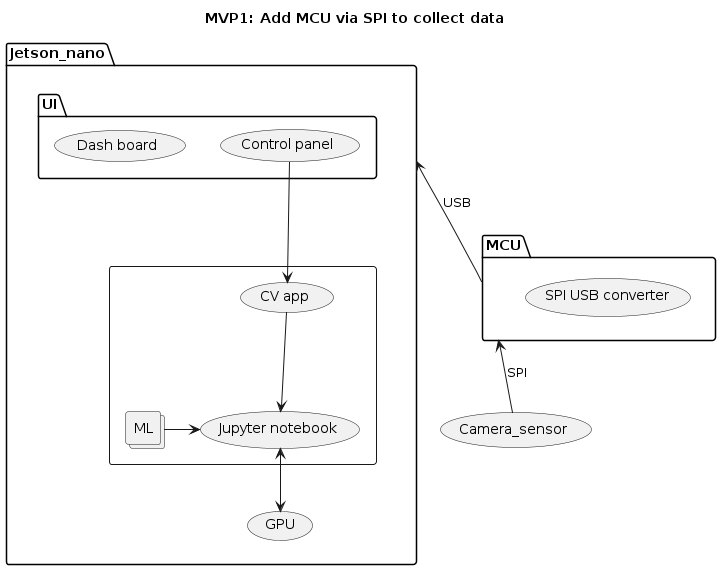 MVP1: Add MCU via SPI to collect data
Jetson_nano
UI
Dash board
Control panel
USB
MCU
SPI USB converter
CV app
SPI
ML
Jupyter notebook
Camera_sensor
GPU